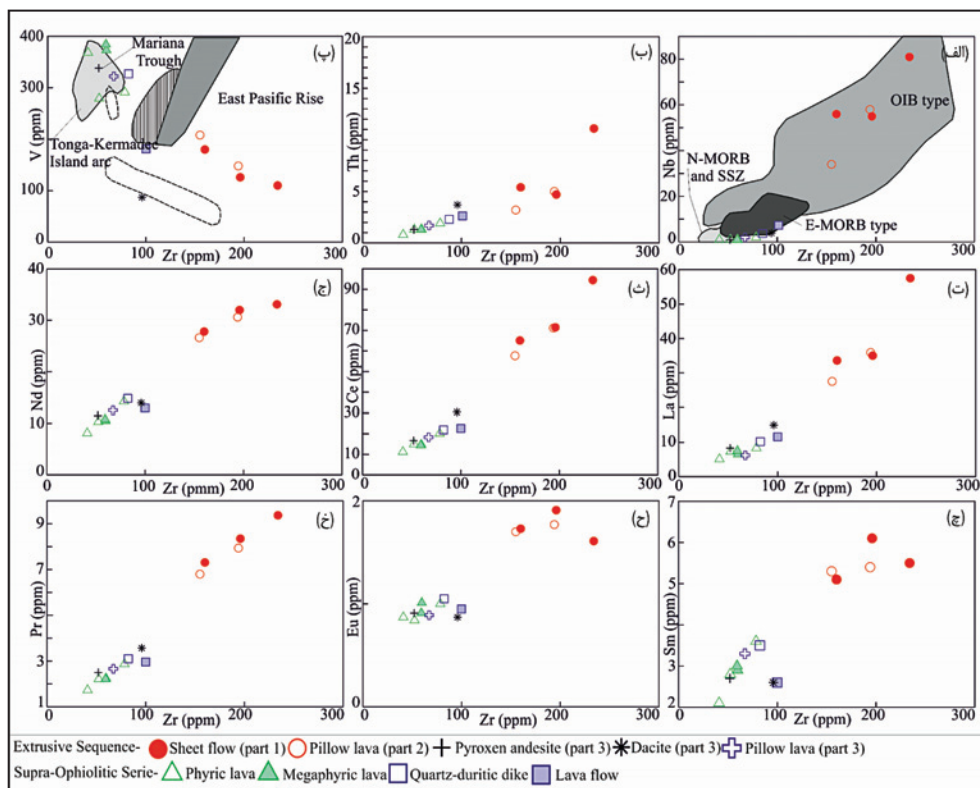 400
300
200
100
0
V (ppm)
Mariana
Trough
East Pasific Rise
Tonga-Kermadec
Island arc
(پ)
100 200 300
Zr (ppm)
20
15
10
5
0
Th (ppm)
(ب)
0 100 200 300
Zr (ppm)
80
60
40
20
0
Nb (ppm)
(الف)
OIB type
N-MORB
and SSZ
E-MORB type
0 100 200 300
Zr (ppm)
40
30
20
10
0
Nd (ppm)
(ج)
100 200 300
Zr (pmm)
90
60
30
0
Ce (ppm)
(ث)
0 100 200 300
Zr (ppm)
60
40
30
20
10
0
La (ppm)
(ت)
0 100 200 300
Zr (ppm)
9
7
5
3
1
Pr (ppm)
(خ)
100 200 300
Zr (ppm)
2
1
0
Eu (ppm)
(ح)
0 100 200 300
Zr (ppm)
7
6
5
4
3
2
Sm (ppm)
(چ)
0 100 200 300
Zr (ppm)
Extrusive Sequence- Sheet flow (part 1) Pillow lava (part 2) Pyroxen andesite (part 3) Dacite (part 3) Pillow lava (part 3)
Supra-Ophiolitic Serie- Phyric lava Megaphyric lava Quartz-duritic dike Lava flow